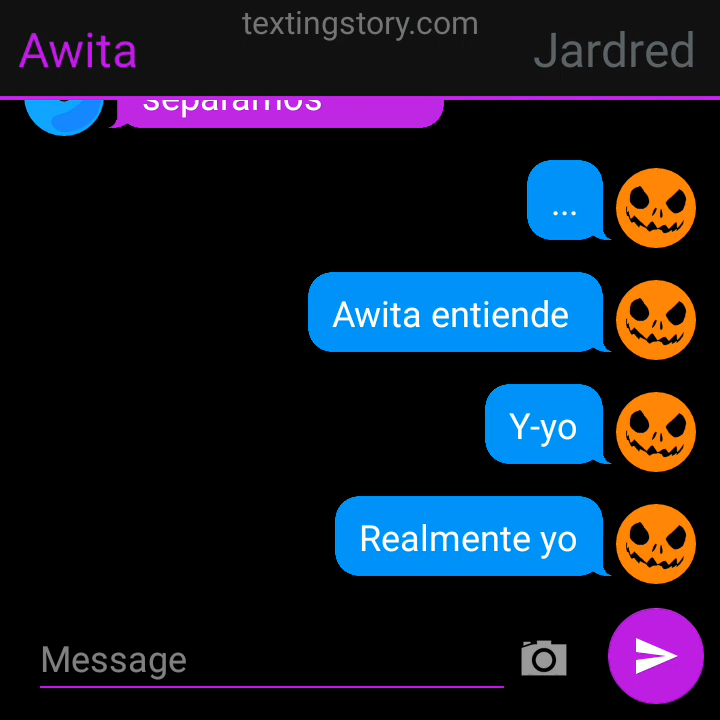 textingstory.com
Awita
Jardred
separamos
...
Awita entiende
Y-yo
Realmente yo
Message